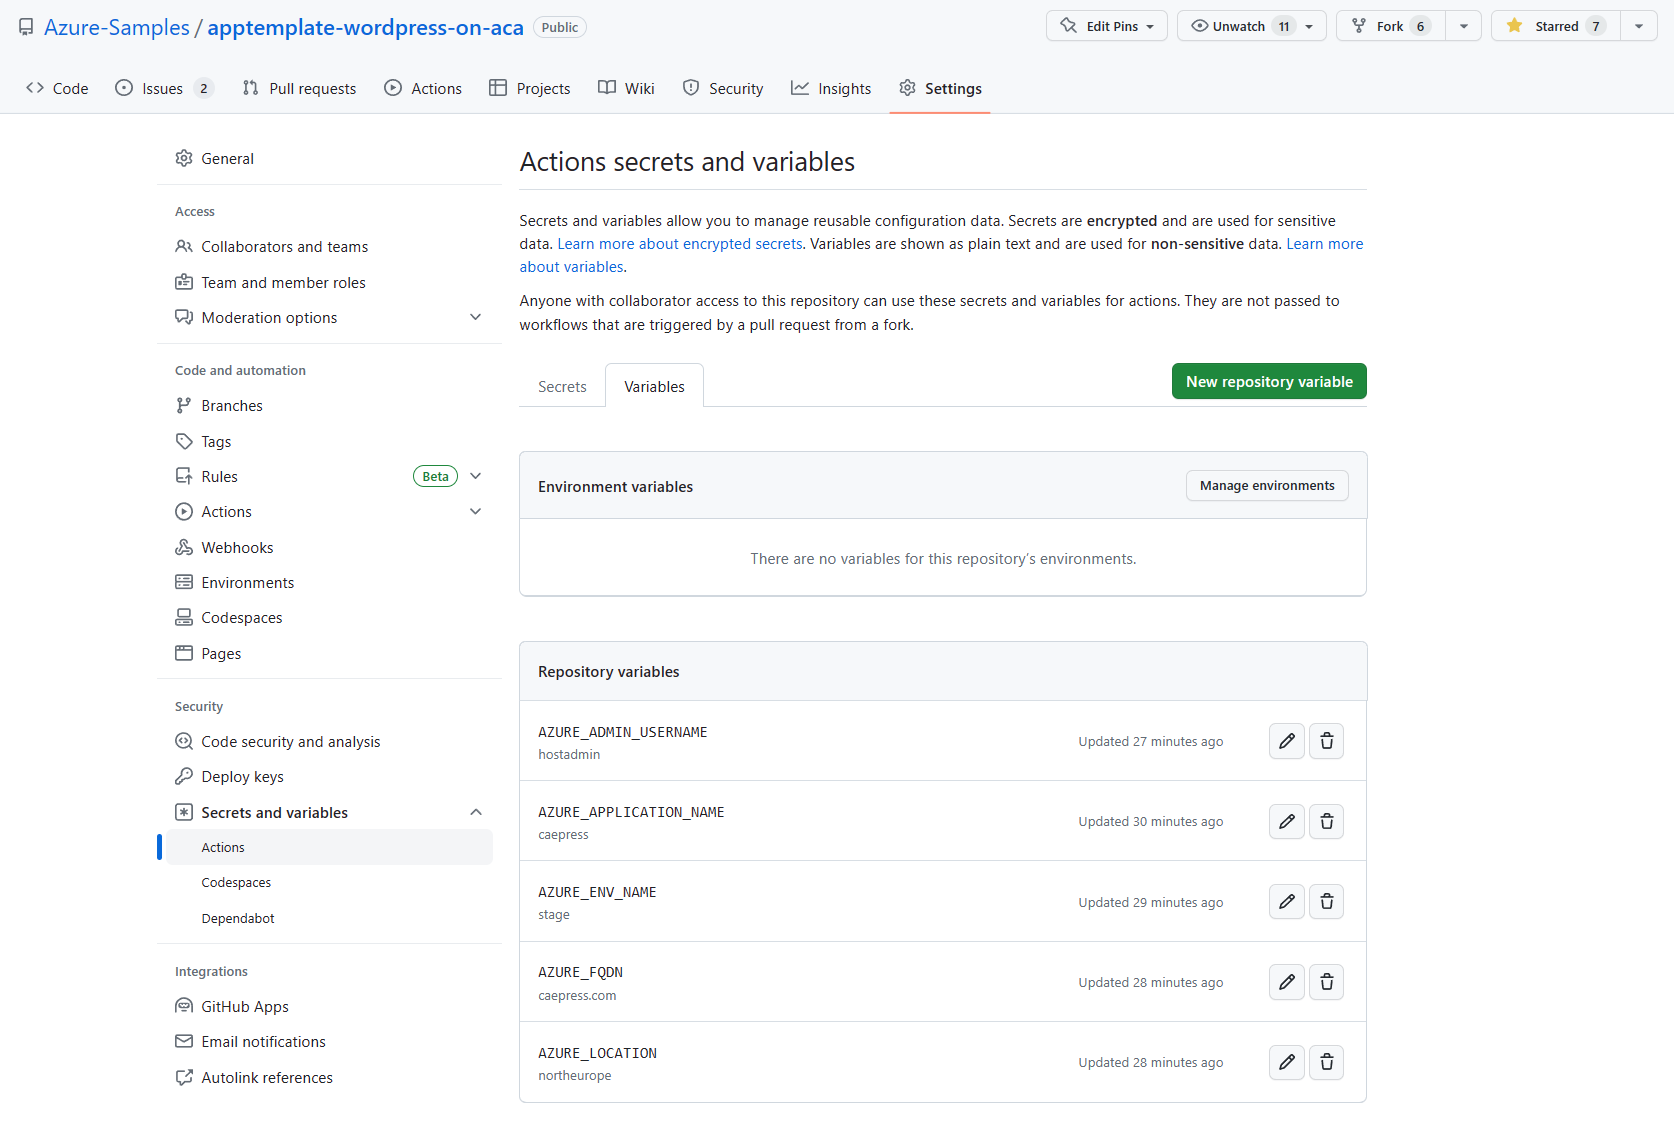 Azure-Samples / apptemplate-wordpress-on-aca Public
Edit Pins Unwatch 11 Fork 6 Starred 7
Code Issues 2 Pull requests Actions Projects Wiki Security Insights Settings
General
Access
Collaborators and teams
Team and member roles
Moderation options
Code and automation
Branches
Tags
Rules Beta
Actions
Webhooks
Environments
Codespaces
Pages
Security
Code security and analysis
Deploy keys
Secrets and variables
Actions
Codespaces
Dependabot
Integrations
GitHub Apps
Email notifications
Autolink references
Actions secrets and variables
Secrets and variables allow you to manage reusable configuration data. Secrets are encrypted and are used for sensitive
data. Learn more about encrypted secrets. Variables are shown as plain text and are used for non-sensitive data. Learn more
about variables.
Anyone with collaborator access to this repository can use these secrets and variables for actions. They are not passed to
workflows that are triggered by a pull request from a fork.
Secrets Variables New repository variable
Environment variables Manage environments
There are no variables for this repository’s environments.
Repository variables
AZURE_ADMIN_USERNAME
hostadmin
Updated 27 minutes ago
AZURE_APPLICATION_NAME
caepress
Updated 30 minutes ago
AZURE_ENV_NAME
stage
Updated 29 minutes ago
AZURE_FQDN
caepress.com
Updated 28 minutes ago
AZURE_LOCATION
northeurope
Updated 28 minutes ago